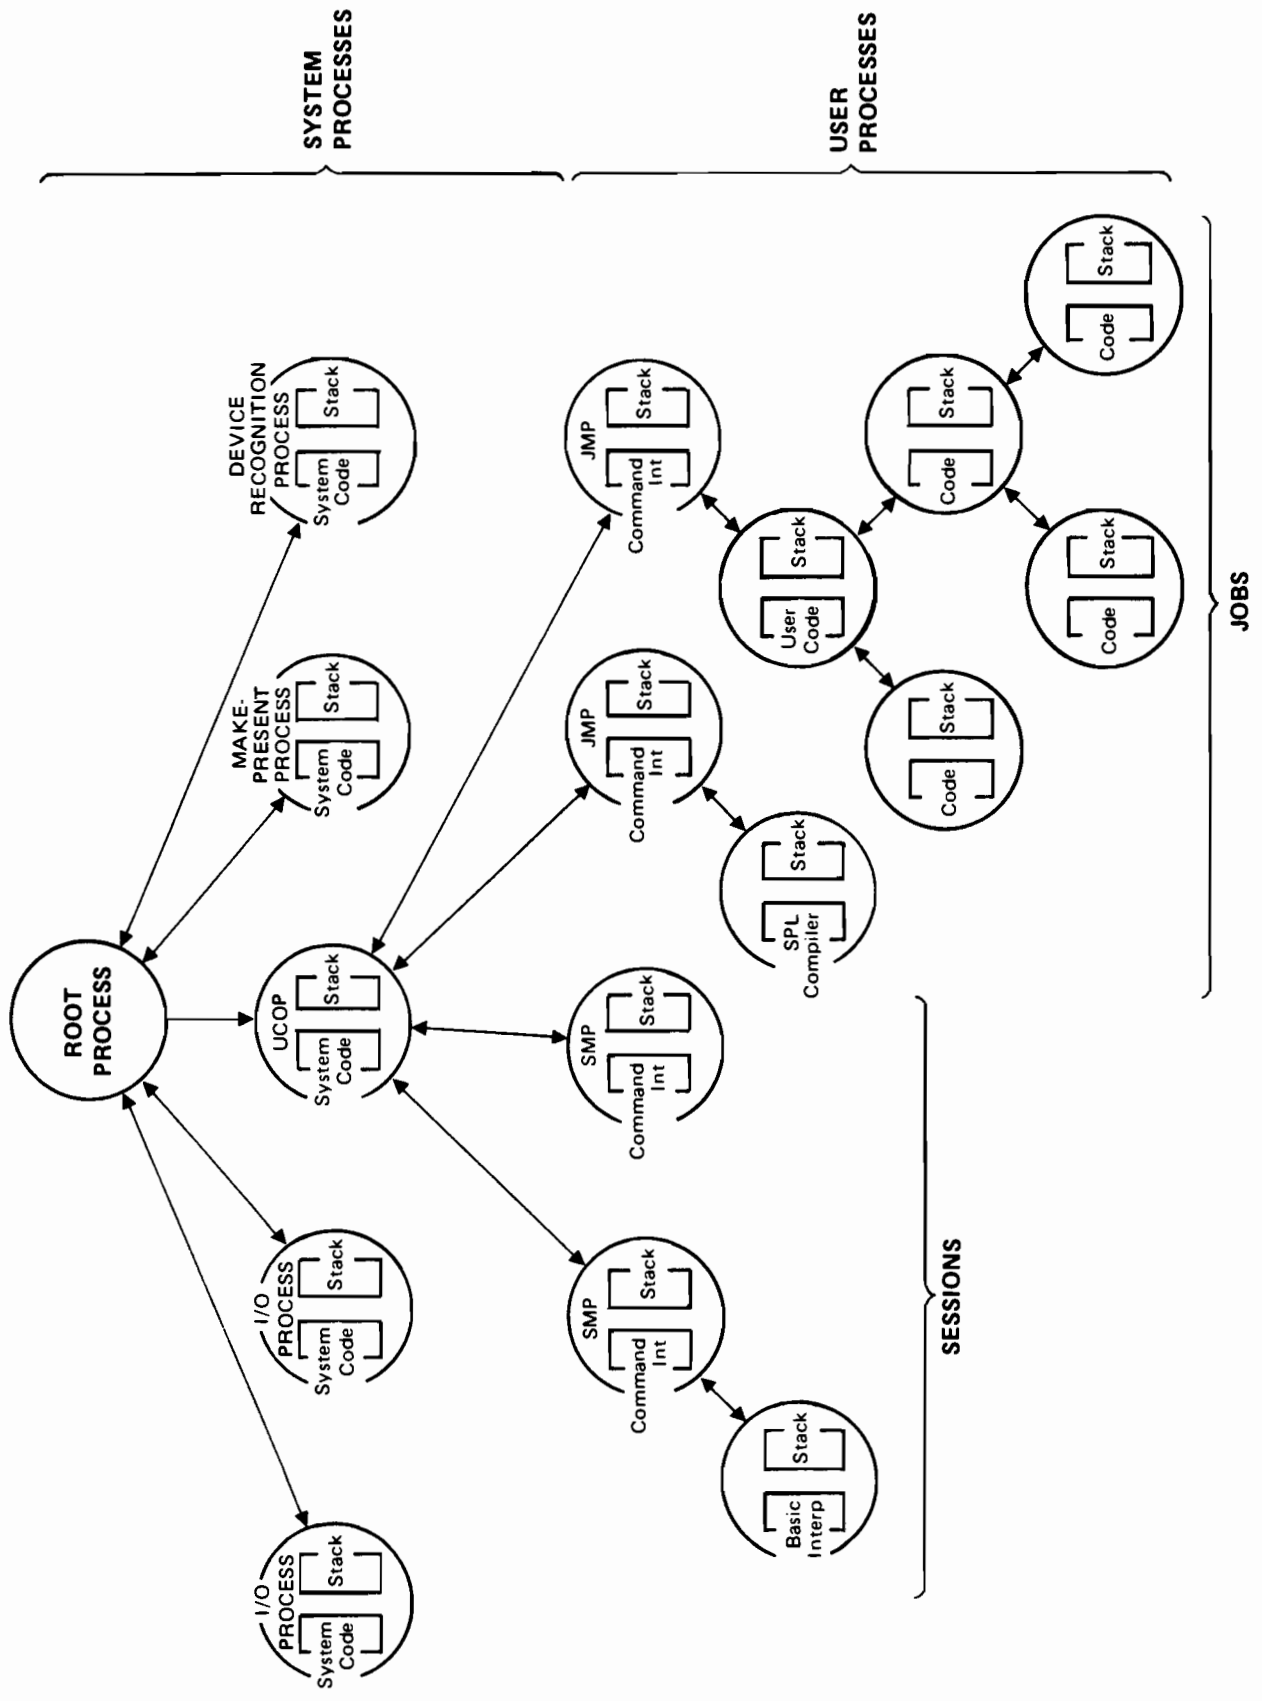 ROOT
PROCESS
SYSTEM
PROCESSES
I/O
PROCESS
System
Code
Stack
I/O
PROCESS
System
Code
Stack
UCOP
System
Code
Stack
MAKE-
PRESENT
PROCESS
System
Code
Stack
DEVICE
RECOGNITION
PROCESS
System
Code
Stack
USER
PROCESSES
SMP
Command
Int
Stack
SMP
Command
Int
Stack
JMP
Command
Int
Stack
JMP
Command
Int
Stack
Basic
Interp
Stack
SPL
Compiler
Stack
User
Code
Stack
Code
Stack
Code
Stack
Code
Stack
Code
Stack
SESSIONS
JOBS